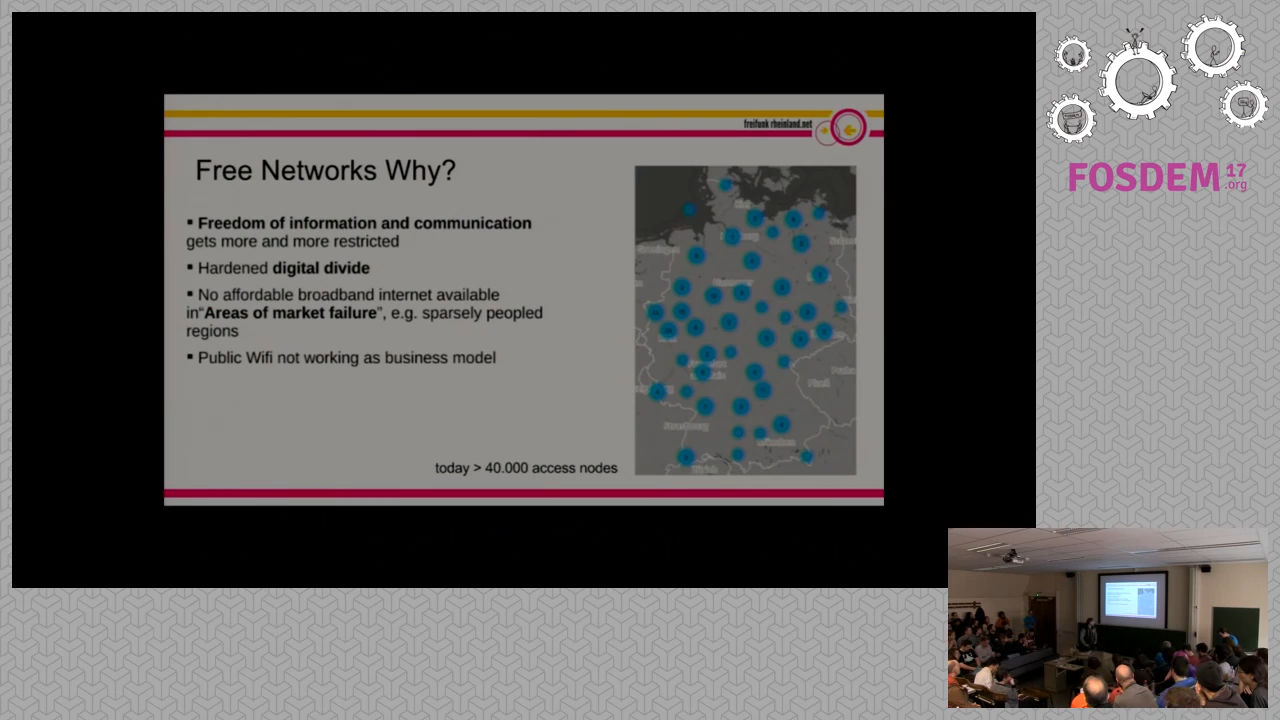 freifunk rheinland.net
Free Networks Why?
▪ Freedom of information and communication
gets more and more restricted
▪ Hardened digital divide
▪ No affordable broadband internet available
in“Areas of market failure”, e.g. sparsely peopled
regions
▪ Public Wifi not working as business model
today > 40.000 access nodes
FOSDEM 17
.org